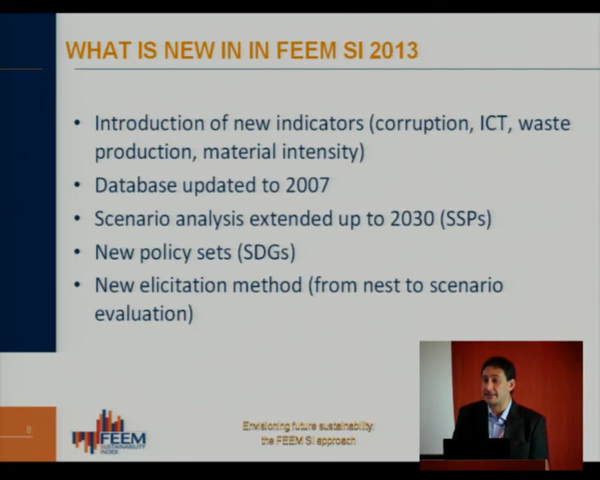 WHAT IS NEW IN IN FEEM SI 2013
• Introduction of new indicators (corruption, ICT, waste
production, material intensity)
• Database updated to 2007
• Scenario analysis extended up to 2030 (SSPs)
• New policy sets (SDGs)
• New elicitation method (from nest to scenario
evaluation)
FEEM
SUSTAINABILITY
INDEX
Envisioning future sustainability:
the FEEM SI approach